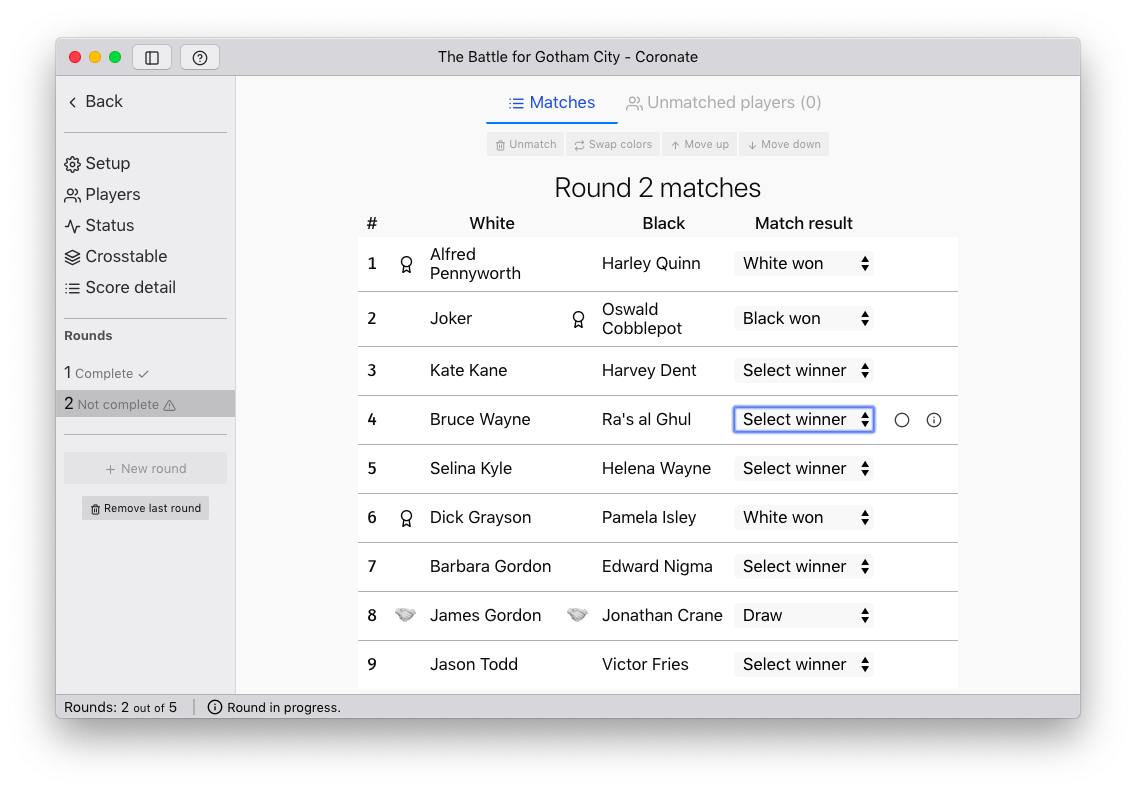 The Battle for Gotham City - Coronate
Back
Setup
Players
Status
Crosstable
Score detail
Rounds
1 Complete
2 Not complete
New round
Remove last round
Matches
Unmatched players (0)
Unmatch
Swap colors
Move up
Move down
Round 2 matches
# White Black Match result
1 Alfred Pennyworth Harley Quinn White won
2 Joker Oswald Cobblepot Black won
3 Kate Kane Harvey Dent Select winner
4 Bruce Wayne Ra's al Ghul Select winner
5 Selina Kyle Helena Wayne Select winner
6 Dick Grayson Pamela Isley White won
7 Barbara Gordon Edward Nigma Select winner
8 James Gordon Jonathan Crane Draw
9 Jason Todd Victor Fries Select winner
Rounds: 2 out of 5
Round in progress.